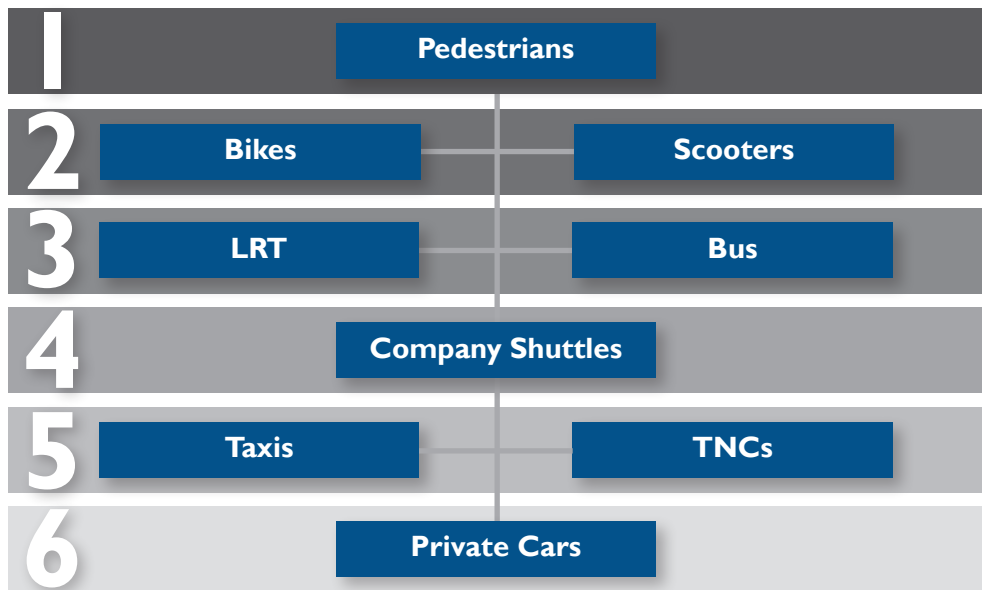 1
Pedestrians
2
Bikes
Scooters
3
LRT
Bus
4
Company Shuttles
5
Taxis
TNCs
6
Private Cars